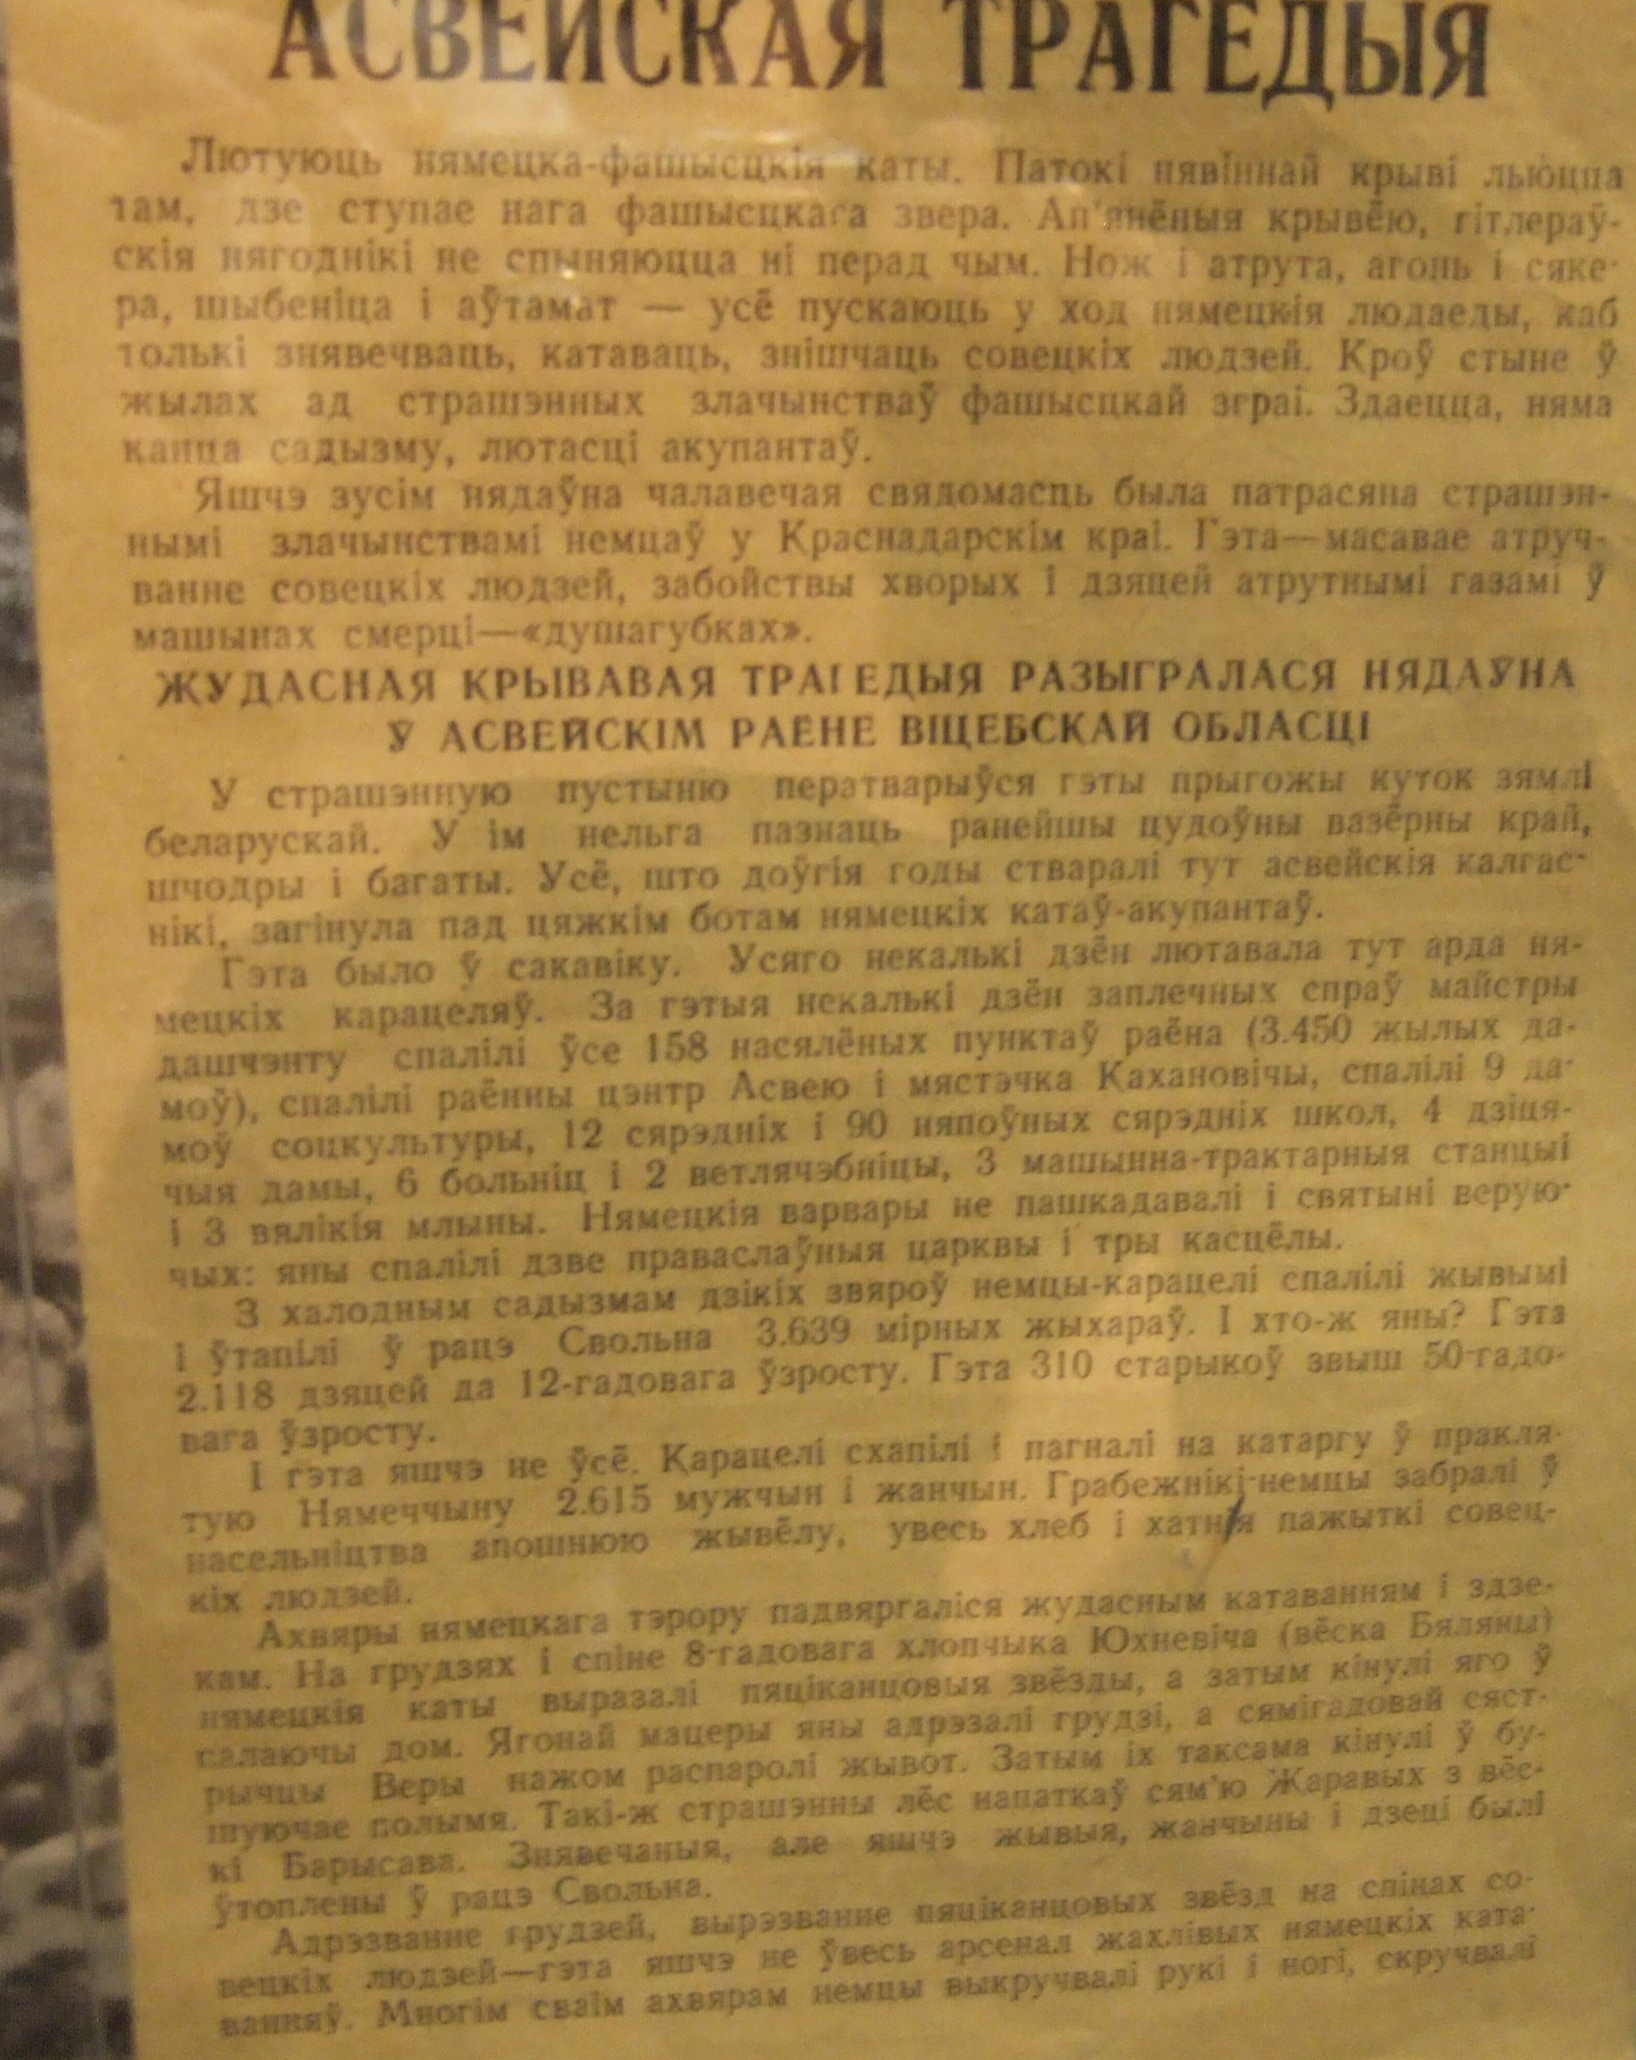 АСВЕЙСКАЯ ТРАГЕДЫЯ
Лютуюць нямецка-фашысцкія каты. Патокі нявіннай крыві льюцца
там, дзе ступае нага фашысцкага звера. Ап'янёныя крывёю, гітлераў-
скія нягоднікі не спыняюцца ні перад чым. Нож і атрута, агонь і сяке-
ра, шыбеніца і аўтамат — усё пускаюць у ход нямецкія людаеды, каб
толькі знявечваць, катаваць, знішчаць совецкіх людзей. Кроў стыне ў
жылах ад страшэнных злачынстваў фашысцкай зграі. Здаецца, няма
канца садызму, лютасці акупантаў.
Яшчэ зусім нядаўна чалавечая свядомасць была патрасяна страшэн-
нымі злачынствамі немцаў у Краснадарскім краі. Гэта—масавае атруч-
ванне совецкіх людзей, забойствы хворых і дзяцей атрутнымі газамі ў
машынах смерці—«душагубках».
ЖУДАСНАЯ КРЫВАВАЯ ТРАГЕДЫЯ РАЗЫГРАЛАСЯ НЯДАЎНА
Ў АСВЕЙСКІМ РАЁНЕ ВІЦЕБСКАЙ ОБЛАСЦІ
У страшэнную пустыню ператварыўся гэты прыгожы куток зямлі
беларускай. У ім нельга пазнаць ранейшы цудоўны вазёрны край,
шчодры і багаты. Усё, што доўгія годы стваралі тут асвейскія калгас-
нікі, загінула пад цяжкім ботам нямецкіх катаў-акупантаў.
Гэта было ў сакавіку. Усяго некалькі дзён лютавала тут арда ня-
мецкіх карацеляў. За гэтыя некалькі дзён заплечных спраў майстры
дашчэнту спалілі ўсе 158 насялёных пунктаў раёна (3.450 жылых да-
моў), спалілі раённы цэнтр Асвею і мястэчка Кахановічы, спалілі 9 да-
моў соцкультуры, 12 сярэдніх і 90 няпоўных сярэдніх школ, 4 дзіця-
чыя дамы, 6 больніц і 2 ветлячэбніцы, 3 машынна-трактарныя станцыі
і 3 вялікія млыны. Нямецкія варвары не пашкадавалі і святыні верую-
чых: яны спалілі дзве праваслаўныя царквы і тры касцёлы.
З халодным садызмам дзікіх звяроў немцы-карацелі спалілі жывымі
і ўтапілі ў рацэ Свольна 3.639 мірных жыхараў. І хто-ж яны? Гэта
2.118 дзяцей да 12-гадовага ўзросту. Гэта 310 старыкоў звыш 50-гадо-
вага ўзросту.
І гэта яшчэ не ўсё. Карацелі схапілі і пагналі на катаргу ў пракля-
тую Нямеччыну 2.615 мужчын і жанчын. Грабежнікі-немцы забралі ў
насельніцтва апошнюю жывёлу, увесь хлеб і хатнія пажыткі совец-
кіх людзей.
Ахвяры нямецкага тэрору падвяргаліся жудасным катаванням і здзе-
кам. На грудзях і спіне 8-гадовага хлопчыка Юхневіча (вёска Бяляны)
нямецкія каты выразалі пяціканцовыя звёзды, а затым кінулі яго ў
палаючы дом. Ягонай мацеры яны адрэзалі грудзі, а сямігадовай сяст-
рычцы Веры нажом распаролі жывот. Затым іх таксама кінулі ў бу-
шуючае полымя. Такі-ж страшэнны лёс напаткаў сям'ю Жаравых з вёс-
кі Барысава. Знявечаныя, але яшчэ жывыя, жанчыны і дзеці былі
ўтоплены ў рацэ Свольна.
Адрэзванне грудзей, вырэзванне пяціканцовых звёзд на спінах со-
вецкіх людзей—гэта яшчэ не ўвесь арсенал жахлівых нямецкіх ката-
ванняў. Многім сваім ахвярам немцы выкручвалі рукі і ногі, скручвалі